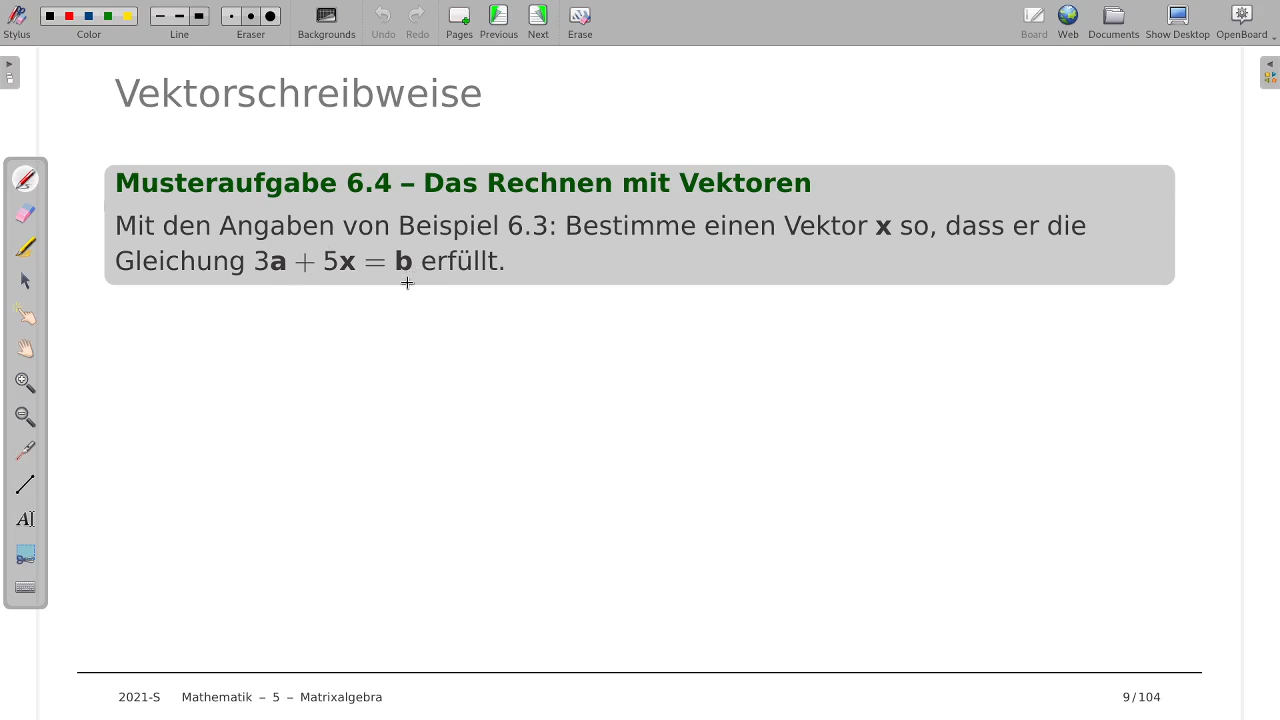 Stylus Color Line Eraser Backgrounds Undo Redo Pages Previous Next Erase Board Web Documents Show Desktop OpenBoard
Vektorschreibweise
Musteraufgabe 6.4 – Das Rechnen mit Vektoren
Mit den Angaben von Beispiel 6.3: Bestimme einen Vektor x so, dass er die
Gleichung 3a + 5x = b erfüllt.
2021-S Mathematik – 5 – Matrixalgebra 9/104